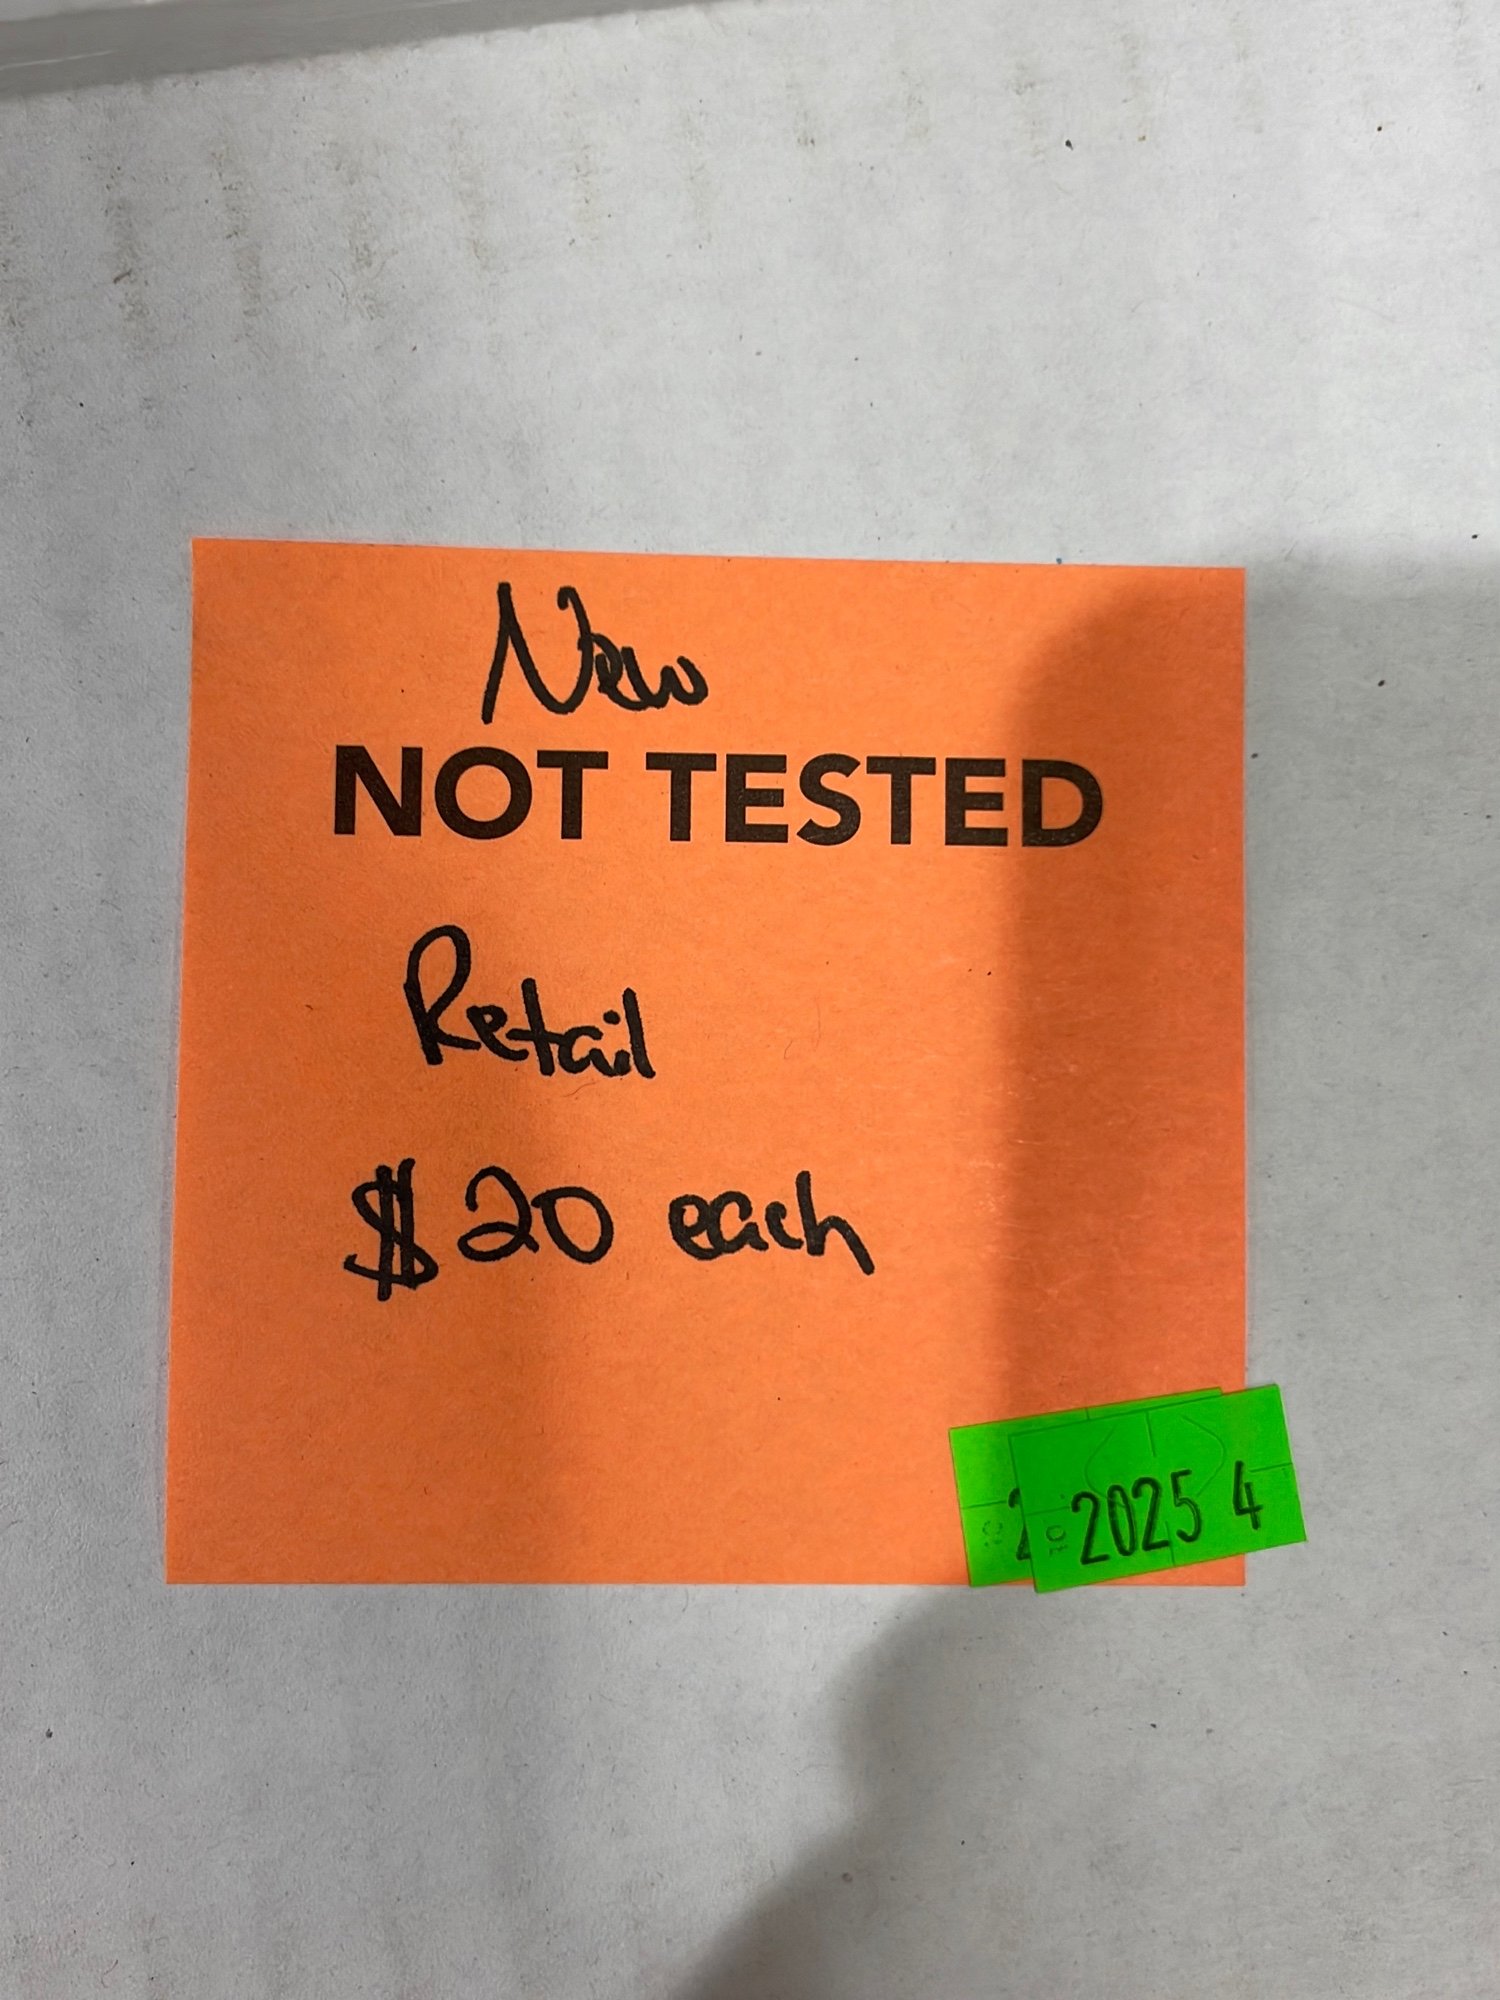 New
NOT TESTED
Retail
$20 each
2025 4